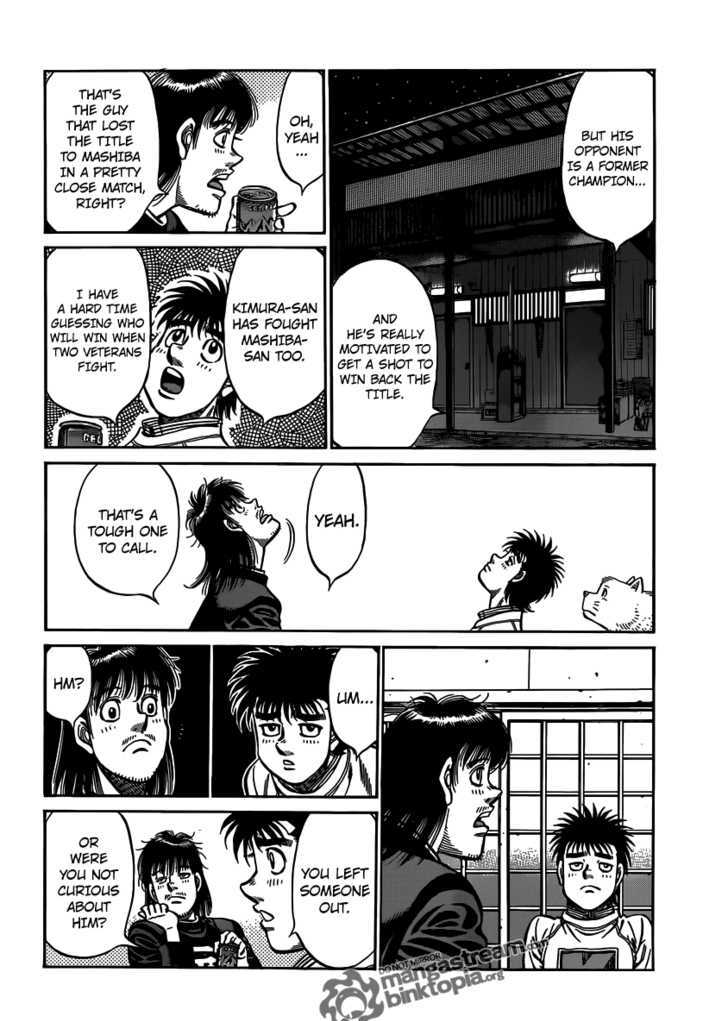 BUT HIS
OPPONENT
IS A FORMER
CHAMPION...
AND
HE'S REALLY
MOTIVATED TO
GET A SHOT TO
WIN BACK THE
TITLE.
OH,
YEAH
...
THAT'S
THE GUY
THAT LOST
THE TITLE
TO MASHIBA
IN A PRETTY
CLOSE MATCH,
RIGHT?
KIMURA-SAN
HAS FOUGHT
MASHIBA-
SAN TOO.
I HAVE
A HARD TIME
GUESSING WHO
WILL WIN WHEN
TWO VETERANS
FIGHT.
YEAH.
THAT'S A
TOUGH ONE
TO CALL.
UM...
HM?
YOU LEFT
SOMEONE
OUT.
OR
WERE
YOU NOT
CURIOUS
ABOUT
HIM?
DO NOT MIRROR
mangastream.com
binktopia.org